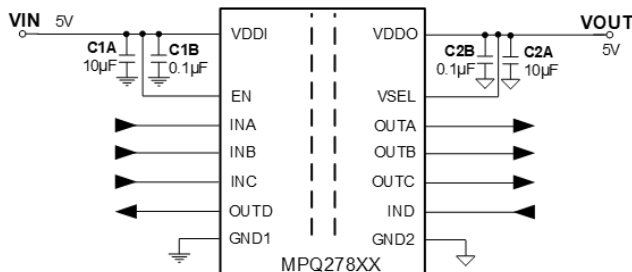 VIN 5V C1A 10µF C1B 0.1µF VDDI VDDO C2B 0.1µF C2A 10µF VOUT 5V
EN VSEL
INA OUTA
INB OUTB
INC OUTC
OUTD IND
GND1 GND2
MPQ278XX